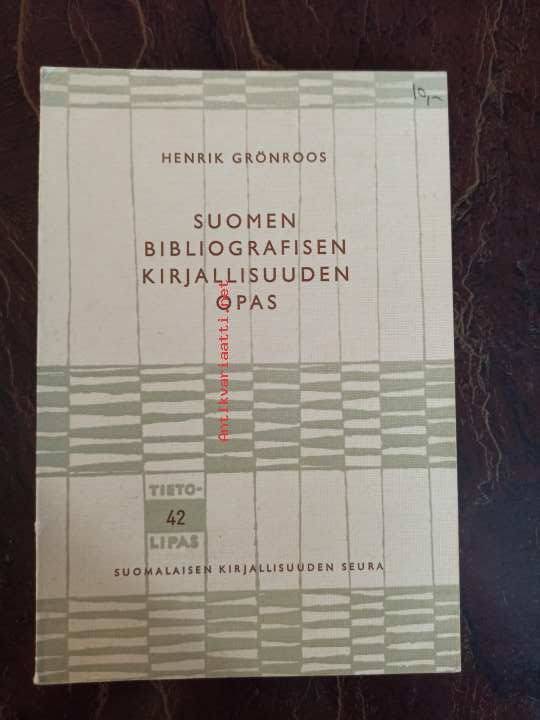 10,-
HENRIK GRÖNROOS
SUOMEN
BIBLIOGRAFISEN
KIRJALLISUUDEN
OPAS
Antikvariaatti.net
TIETO-
42
LIPAS
SUOMALAISEN KIRJALLISUUDEN SEURA